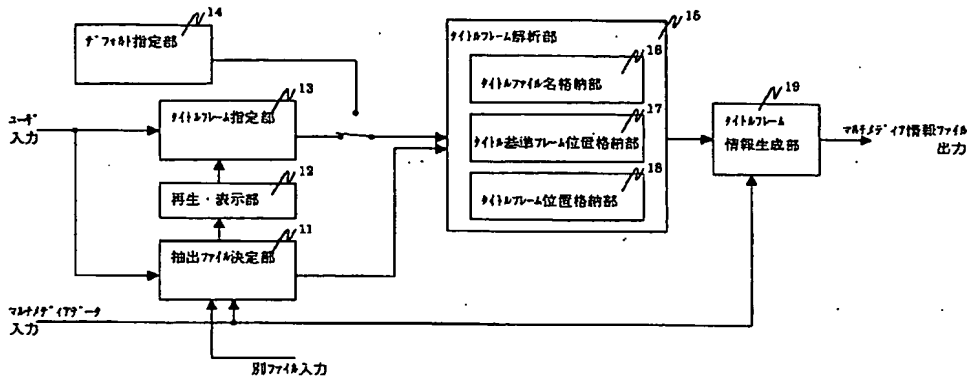 14
デフォルト指定部
15
タイトルフレーム解析部
16
タイトルファイル名格納部
13
タイトルフレーム指定部
17
タイトル基準フレーム位置格納部
19
タイトルフレーム
情報生成部
ユーザ
入力
マルチメディア情報ファイル
出力
12
再生・表示部
18
タイトルフレーム位置格納部
11
抽出ファイル決定部
マルチメディアデータ
入力
別ファイル入力